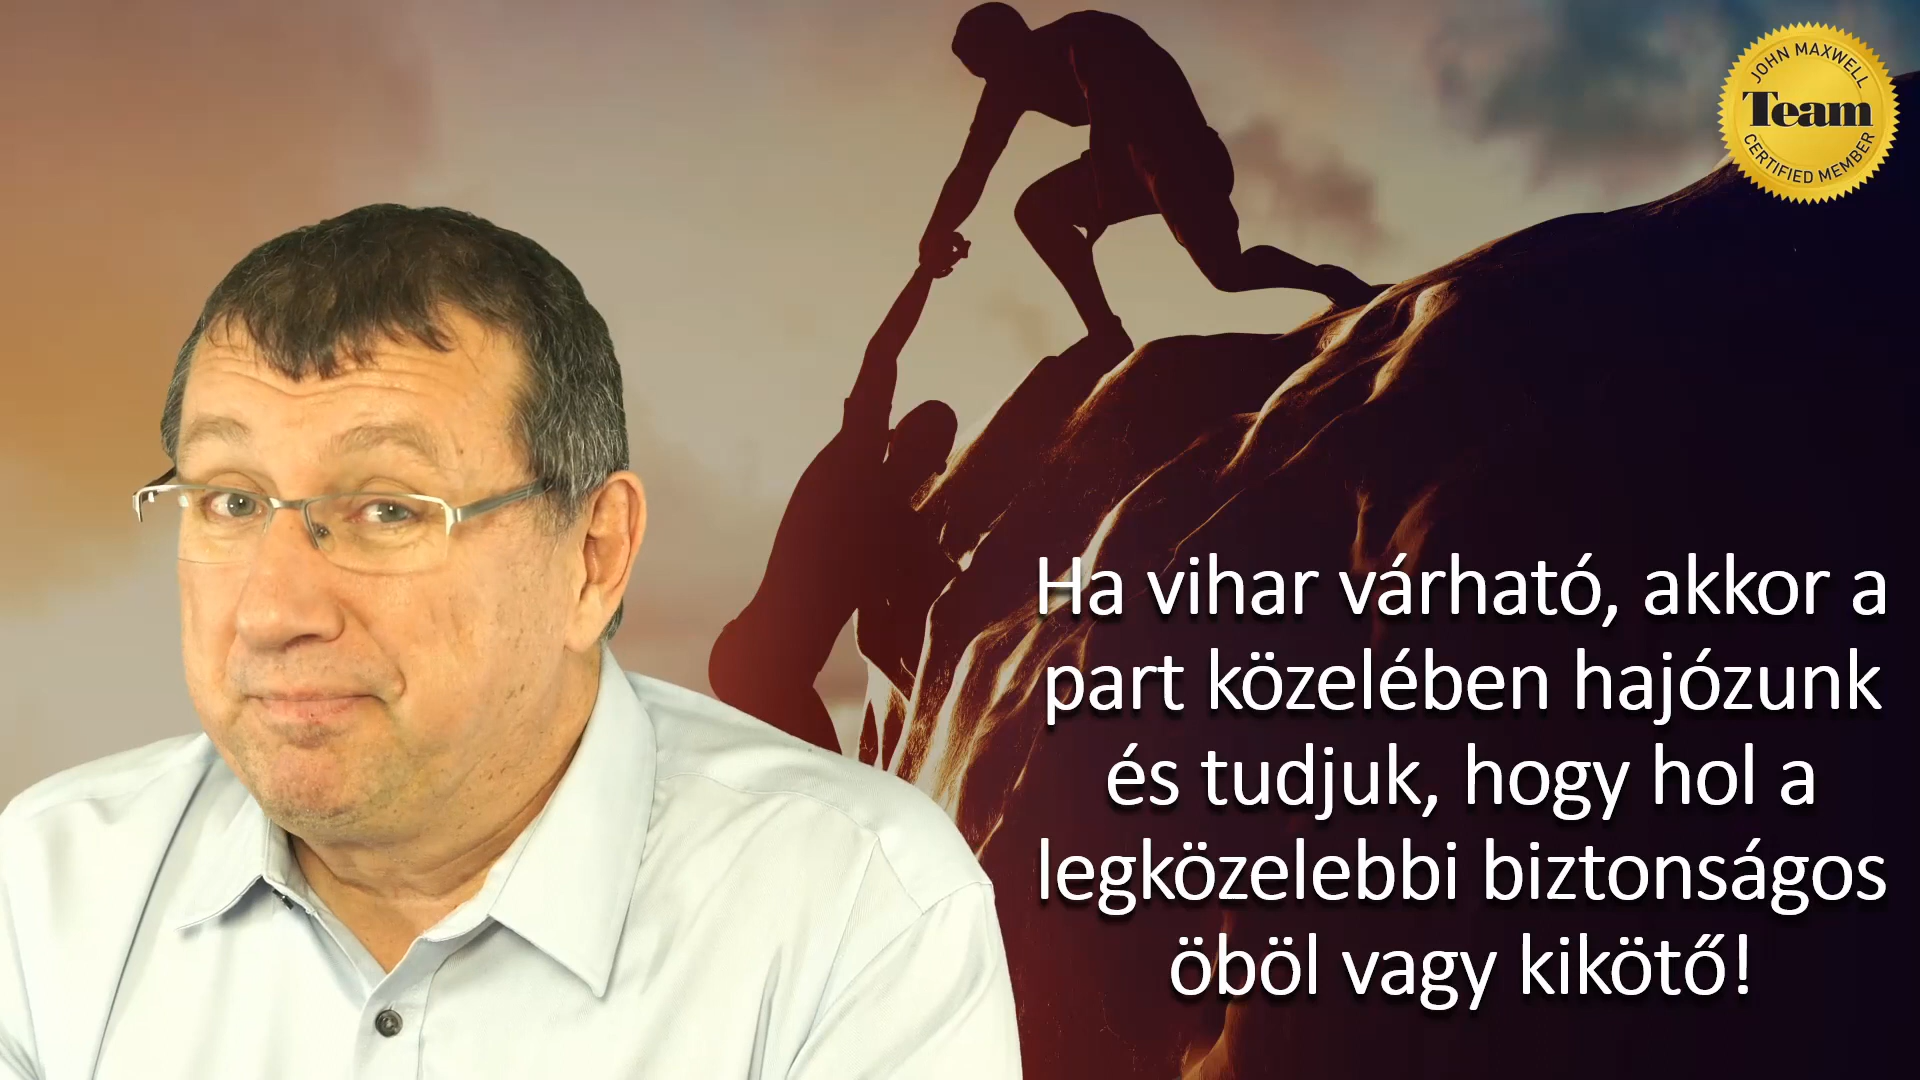 JOHN MAXWELL
Team
CERTIFIED MEMBER
Ha vihar várható, akkor a
part közelében hajózunk
és tudjuk, hogy hol a
legközelebbi biztonságos
öböl vagy kikötő!